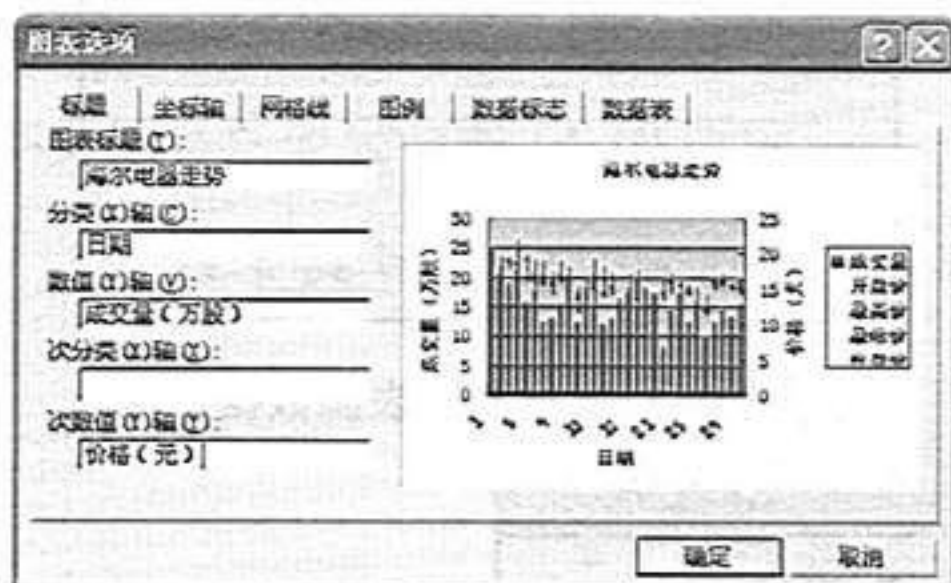 图表选项
标题 坐标轴 网格线 图例 数据标志 数据表
图表标题(T):
海尔电器走势
分类(X)轴(C):
日期
数值(Y)轴(V):
成交量(万股)
次分类(X)轴(X):
次数值(Y)轴(Y):
价格(元)
海尔电器走势
30
25
20
15
10
5
0
成交量(万股)
25
20
15
10
5
0
日期
确定 取消